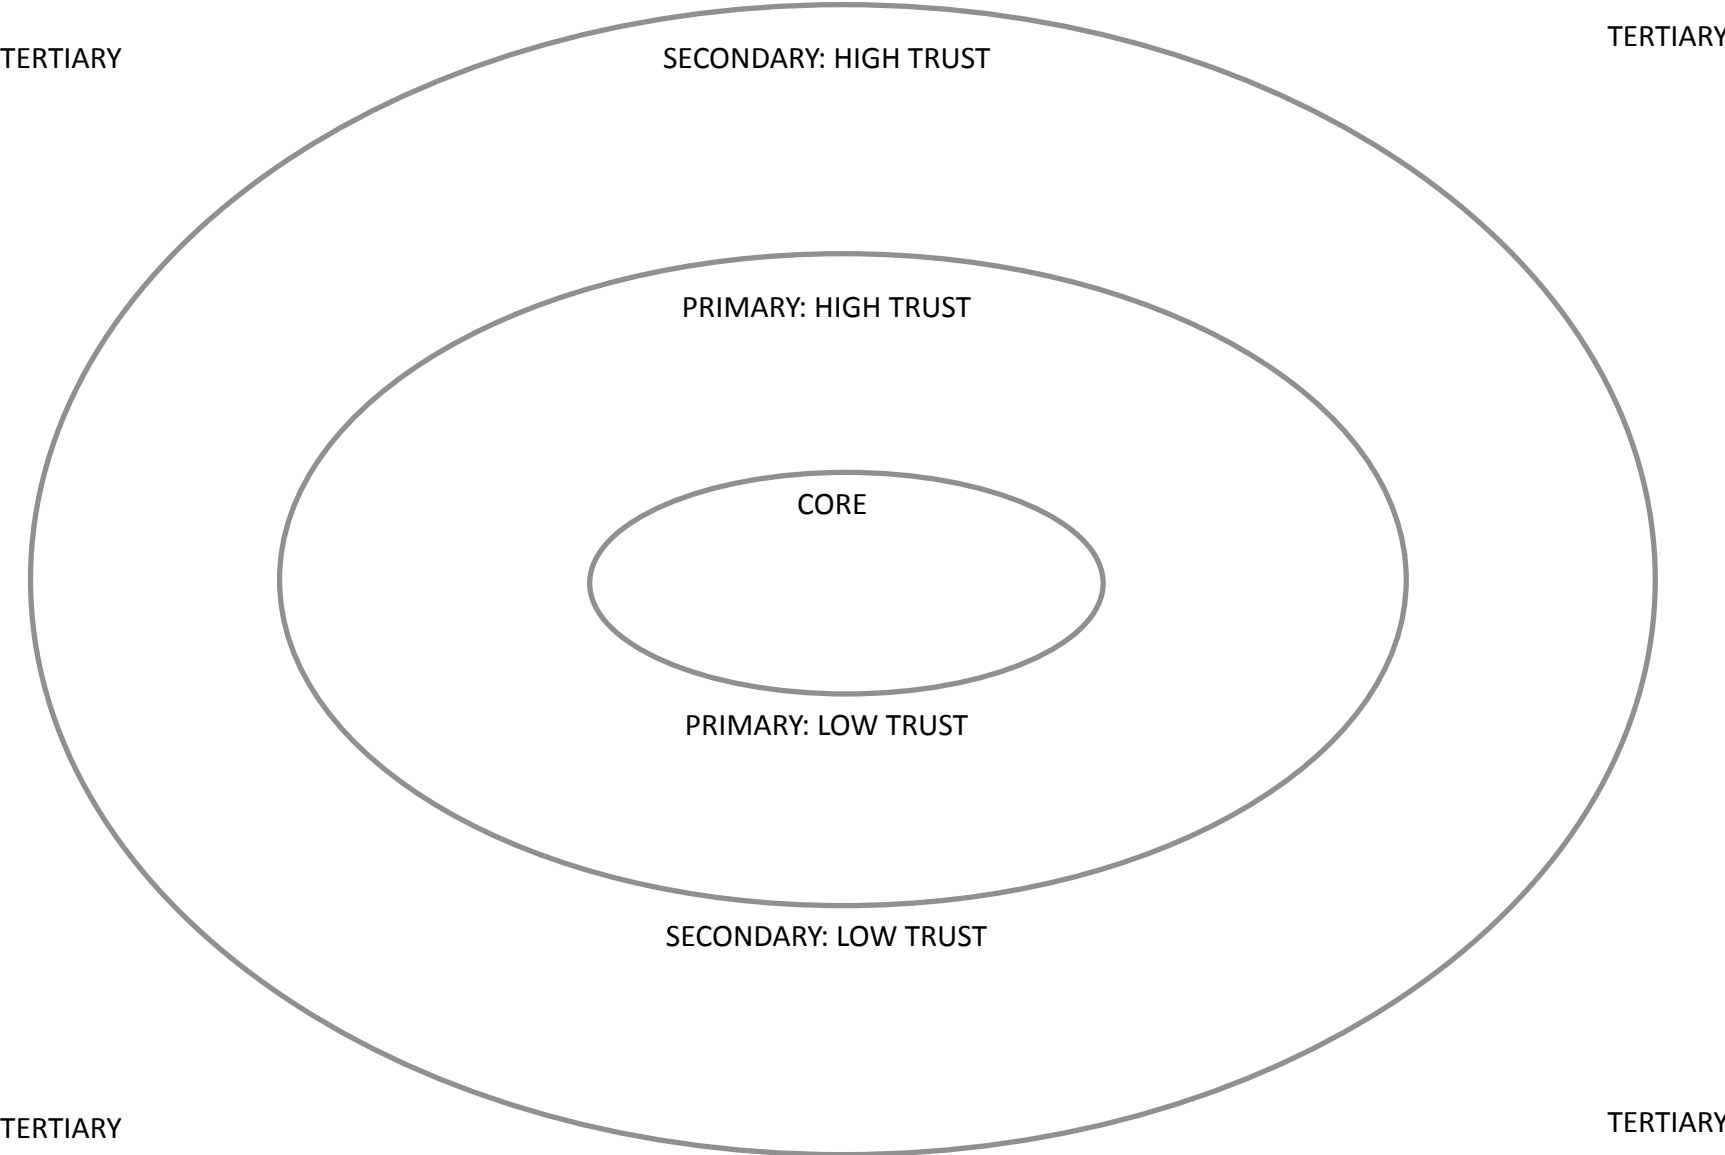 TERTIARY
SECONDARY: HIGH TRUST
TERTIARY
PRIMARY: HIGH TRUST
CORE
PRIMARY: LOW TRUST
SECONDARY: LOW TRUST
TERTIARY
TERTIARY